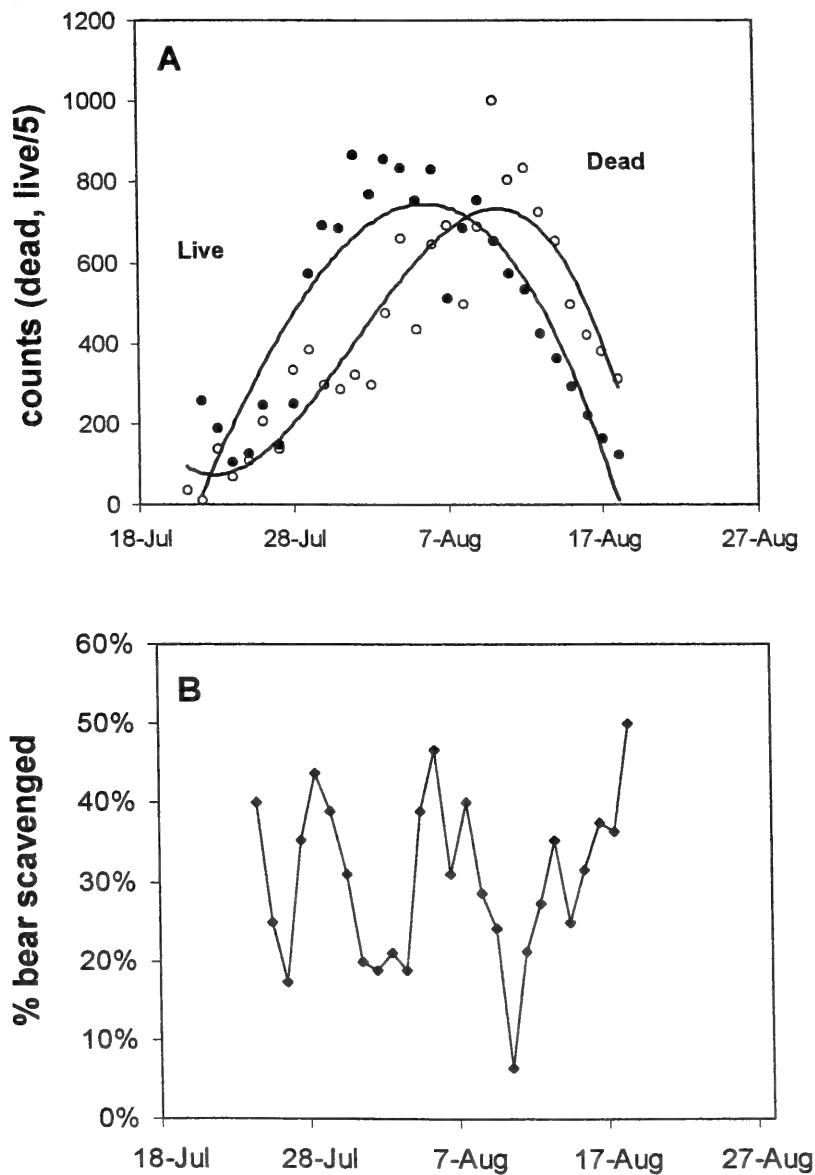 1200
A
1000
counts (dead, live/5)
Dead
800
Live
600
400
200
0
18-Jul 28-Jul 7-Aug 17-Aug 27-Aug
60%
B
50%
% bear scavenged
40%
30%
20%
10%
0%
18-Jul 28-Jul 7-Aug 17-Aug 27-Aug